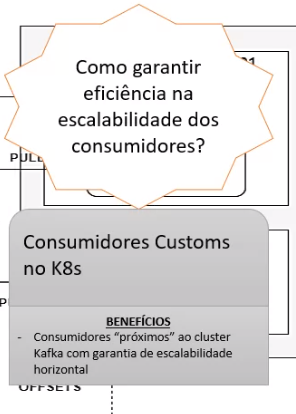 Como garantir
eficiência na
escalabilidade dos
consumidores?
Consumidores Customs
no K8s
BENEFÍCIOS
- Consumidores “próximos” ao cluster
Kafka com garantia de escalabilidade
horizontal
OFFSETS